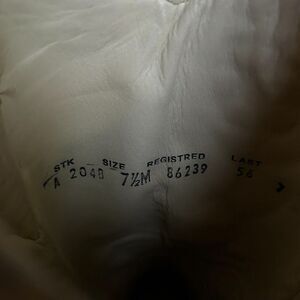 STK SIZE REGISTRED LAST
A 2040 7½M 86239 56